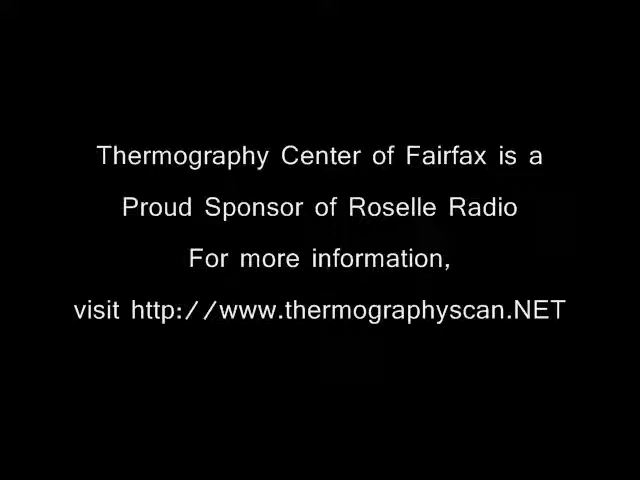 Thermography Center of Fairfax is a
Proud Sponsor of Roselle Radio
For more information,
visit http://www.thermographyscan.NET